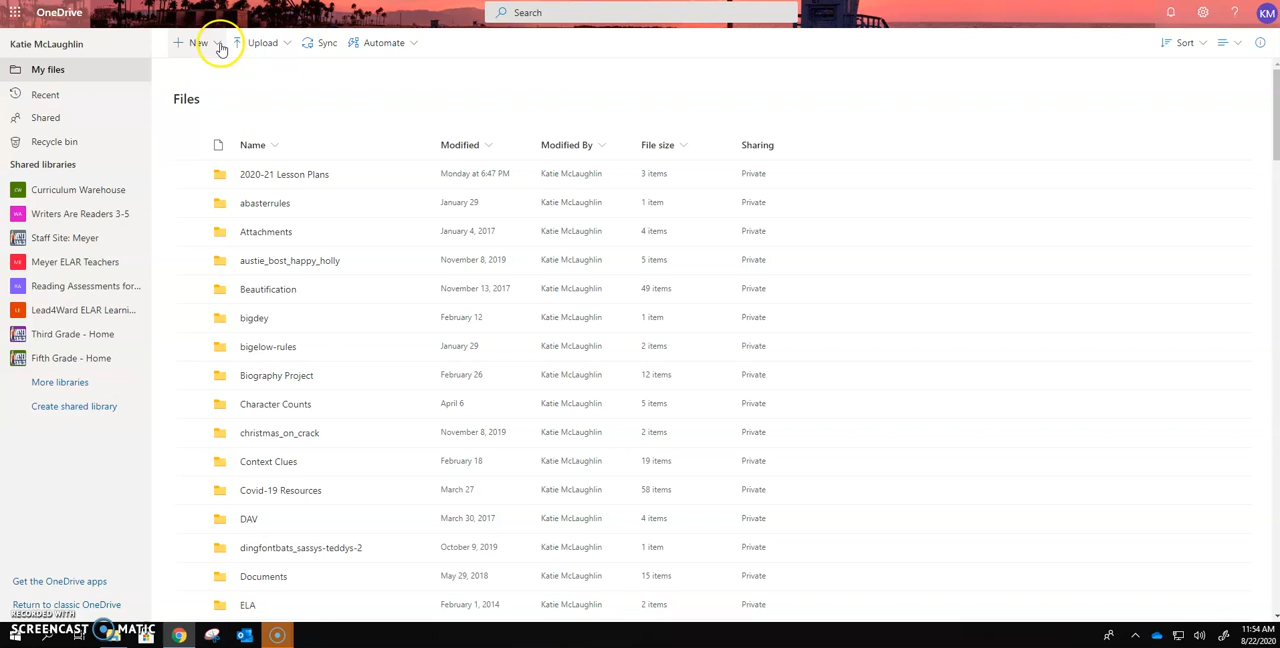 OneDrive
Search
KM
Katie McLaughlin
New
Upload
Sync
Automate
Sort
My files
Recent
Shared
Recycle bin
Shared libraries
CW Curriculum Warehouse
WA Writers Are Readers 3-5
Staff Site: Meyer
ME Meyer ELAR Teachers
RA Reading Assessments for...
LE Lead4Ward ELAR Learni...
Third Grade - Home
Fifth Grade - Home
More libraries
Create shared library
Get the OneDrive apps
Return to classic OneDrive
Files
Name Modified Modified By File size Sharing
2020-21 Lesson Plans Monday at 6:47 PM Katie McLaughlin 3 items Private
abasterrules January 29 Katie McLaughlin 1 item Private
Attachments January 4, 2017 Katie McLaughlin 4 items Private
austie_bost_happy_holly November 8, 2019 Katie McLaughlin 5 items Private
Beautification November 13, 2017 Katie McLaughlin 49 items Private
bigdey February 12 Katie McLaughlin 1 item Private
bigelow-rules January 29 Katie McLaughlin 2 items Private
Biography Project February 26 Katie McLaughlin 12 items Private
Character Counts April 6 Katie McLaughlin 5 items Private
christmas_on_crack November 8, 2019 Katie McLaughlin 2 items Private
Context Clues February 18 Katie McLaughlin 19 items Private
Covid-19 Resources March 27 Katie McLaughlin 58 items Private
DAV March 30, 2017 Katie McLaughlin 4 items Private
dingfontbats_sassys-teddys-2 October 9, 2019 Katie McLaughlin 1 item Private
Documents May 29, 2018 Katie McLaughlin 15 items Private
ELA February 1, 2014 Katie McLaughlin 2 items Private
RECORDED WITH
SCREENCAST MATIC
11:54 AM
8/22/2020